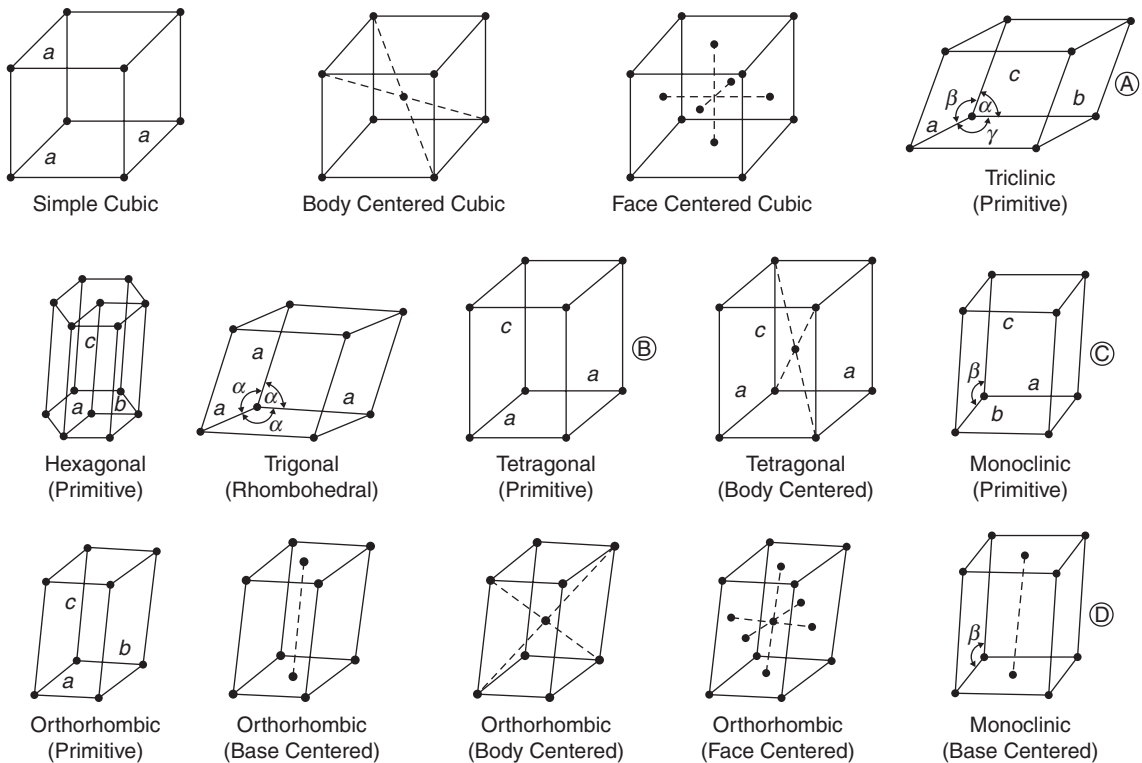 a
a
a
Simple Cubic
Body Centered Cubic
Face Centered Cubic
c
β
α
b
a
γ
Ⓐ
Triclinic
(Primitive)
c
a
b
Hexagonal
(Primitive)
a
α
α
a
a
α
Trigonal
(Rhombohedral)
c
a
a
Ⓑ
Tetragonal
(Primitive)
c
a
a
Tetragonal
(Body Centered)
c
β
a
b
Ⓒ
Monoclinic
(Primitive)
c
b
a
Orthorhombic
(Primitive)
Orthorhombic
(Base Centered)
Orthorhombic
(Body Centered)
Orthorhombic
(Face Centered)
β
Ⓓ
Monoclinic
(Base Centered)